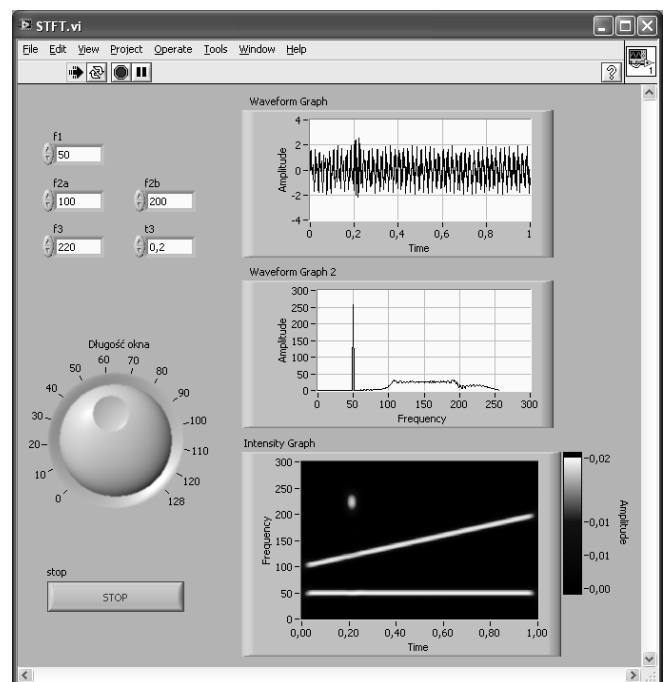 STFT.vi
File Edit View Project Operate Tools Window Help
?
1
f1
50
f2a
100
f2b
200
f3
220
t3
0,2
Długość okna
0 10 20 30 40 50 60 70 80 90 100 110 120 128
stop
STOP
Waveform Graph
Amplitude
4
2
0
-2
-4
0 0,2 0,4 0,6 0,8 1
Time
Waveform Graph 2
Amplitude
300
250
200
150
100
50
0
0 50 100 150 200 250 300
Frequency
Intensity Graph
Frequency
300
250
200
150
100
50
0
0,00 0,20 0,40 0,60 0,80 1,00
Time
0,02
0,01
0,01
0,00
Amplitude